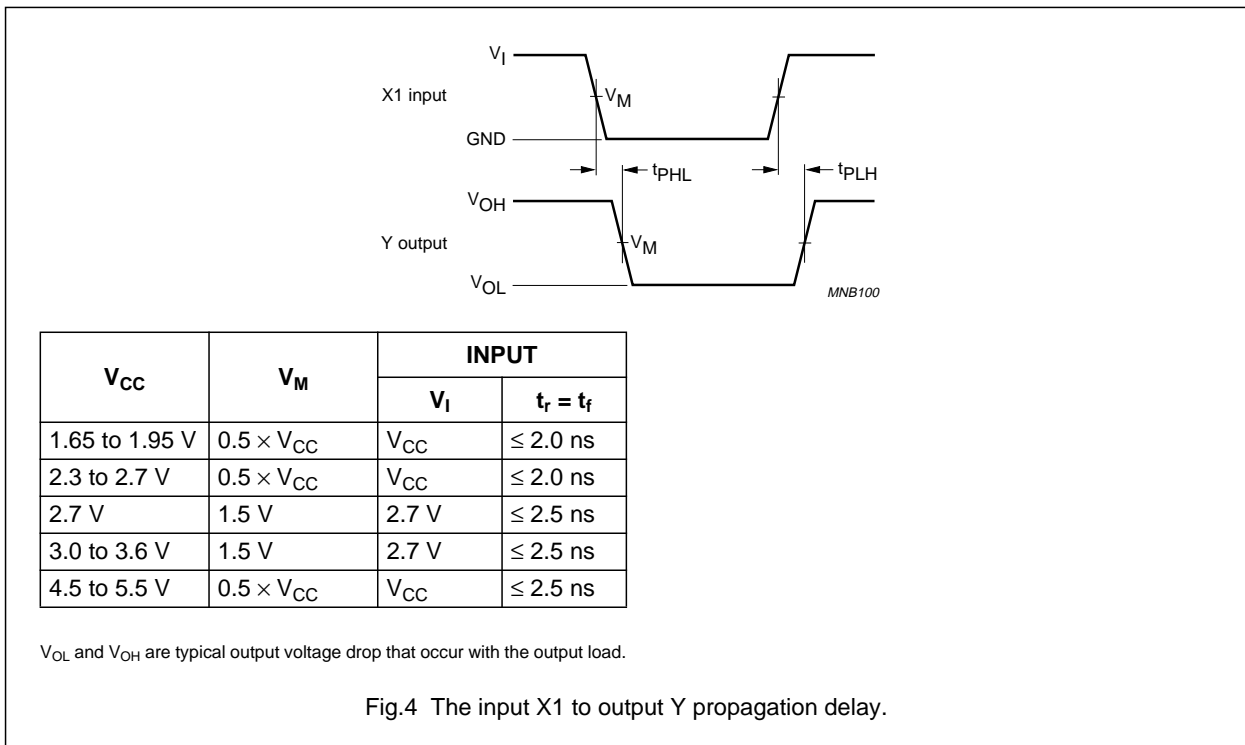 V_I
X1 input
V_M
GND
t_PHL
t_PLH
V_OH
Y output
V_M
V_OL
MNB100
V_CC V_M INPUT
V_I t_r = t_f
1.65 to 1.95 V 0.5 × V_CC V_CC ≤ 2.0 ns
2.3 to 2.7 V 0.5 × V_CC V_CC ≤ 2.0 ns
2.7 V 1.5 V 2.7 V ≤ 2.5 ns
3.0 to 3.6 V 1.5 V 2.7 V ≤ 2.5 ns
4.5 to 5.5 V 0.5 × V_CC V_CC ≤ 2.5 ns
V_OL and V_OH are typical output voltage drop that occur with the output load.
Fig.4 The input X1 to output Y propagation delay.